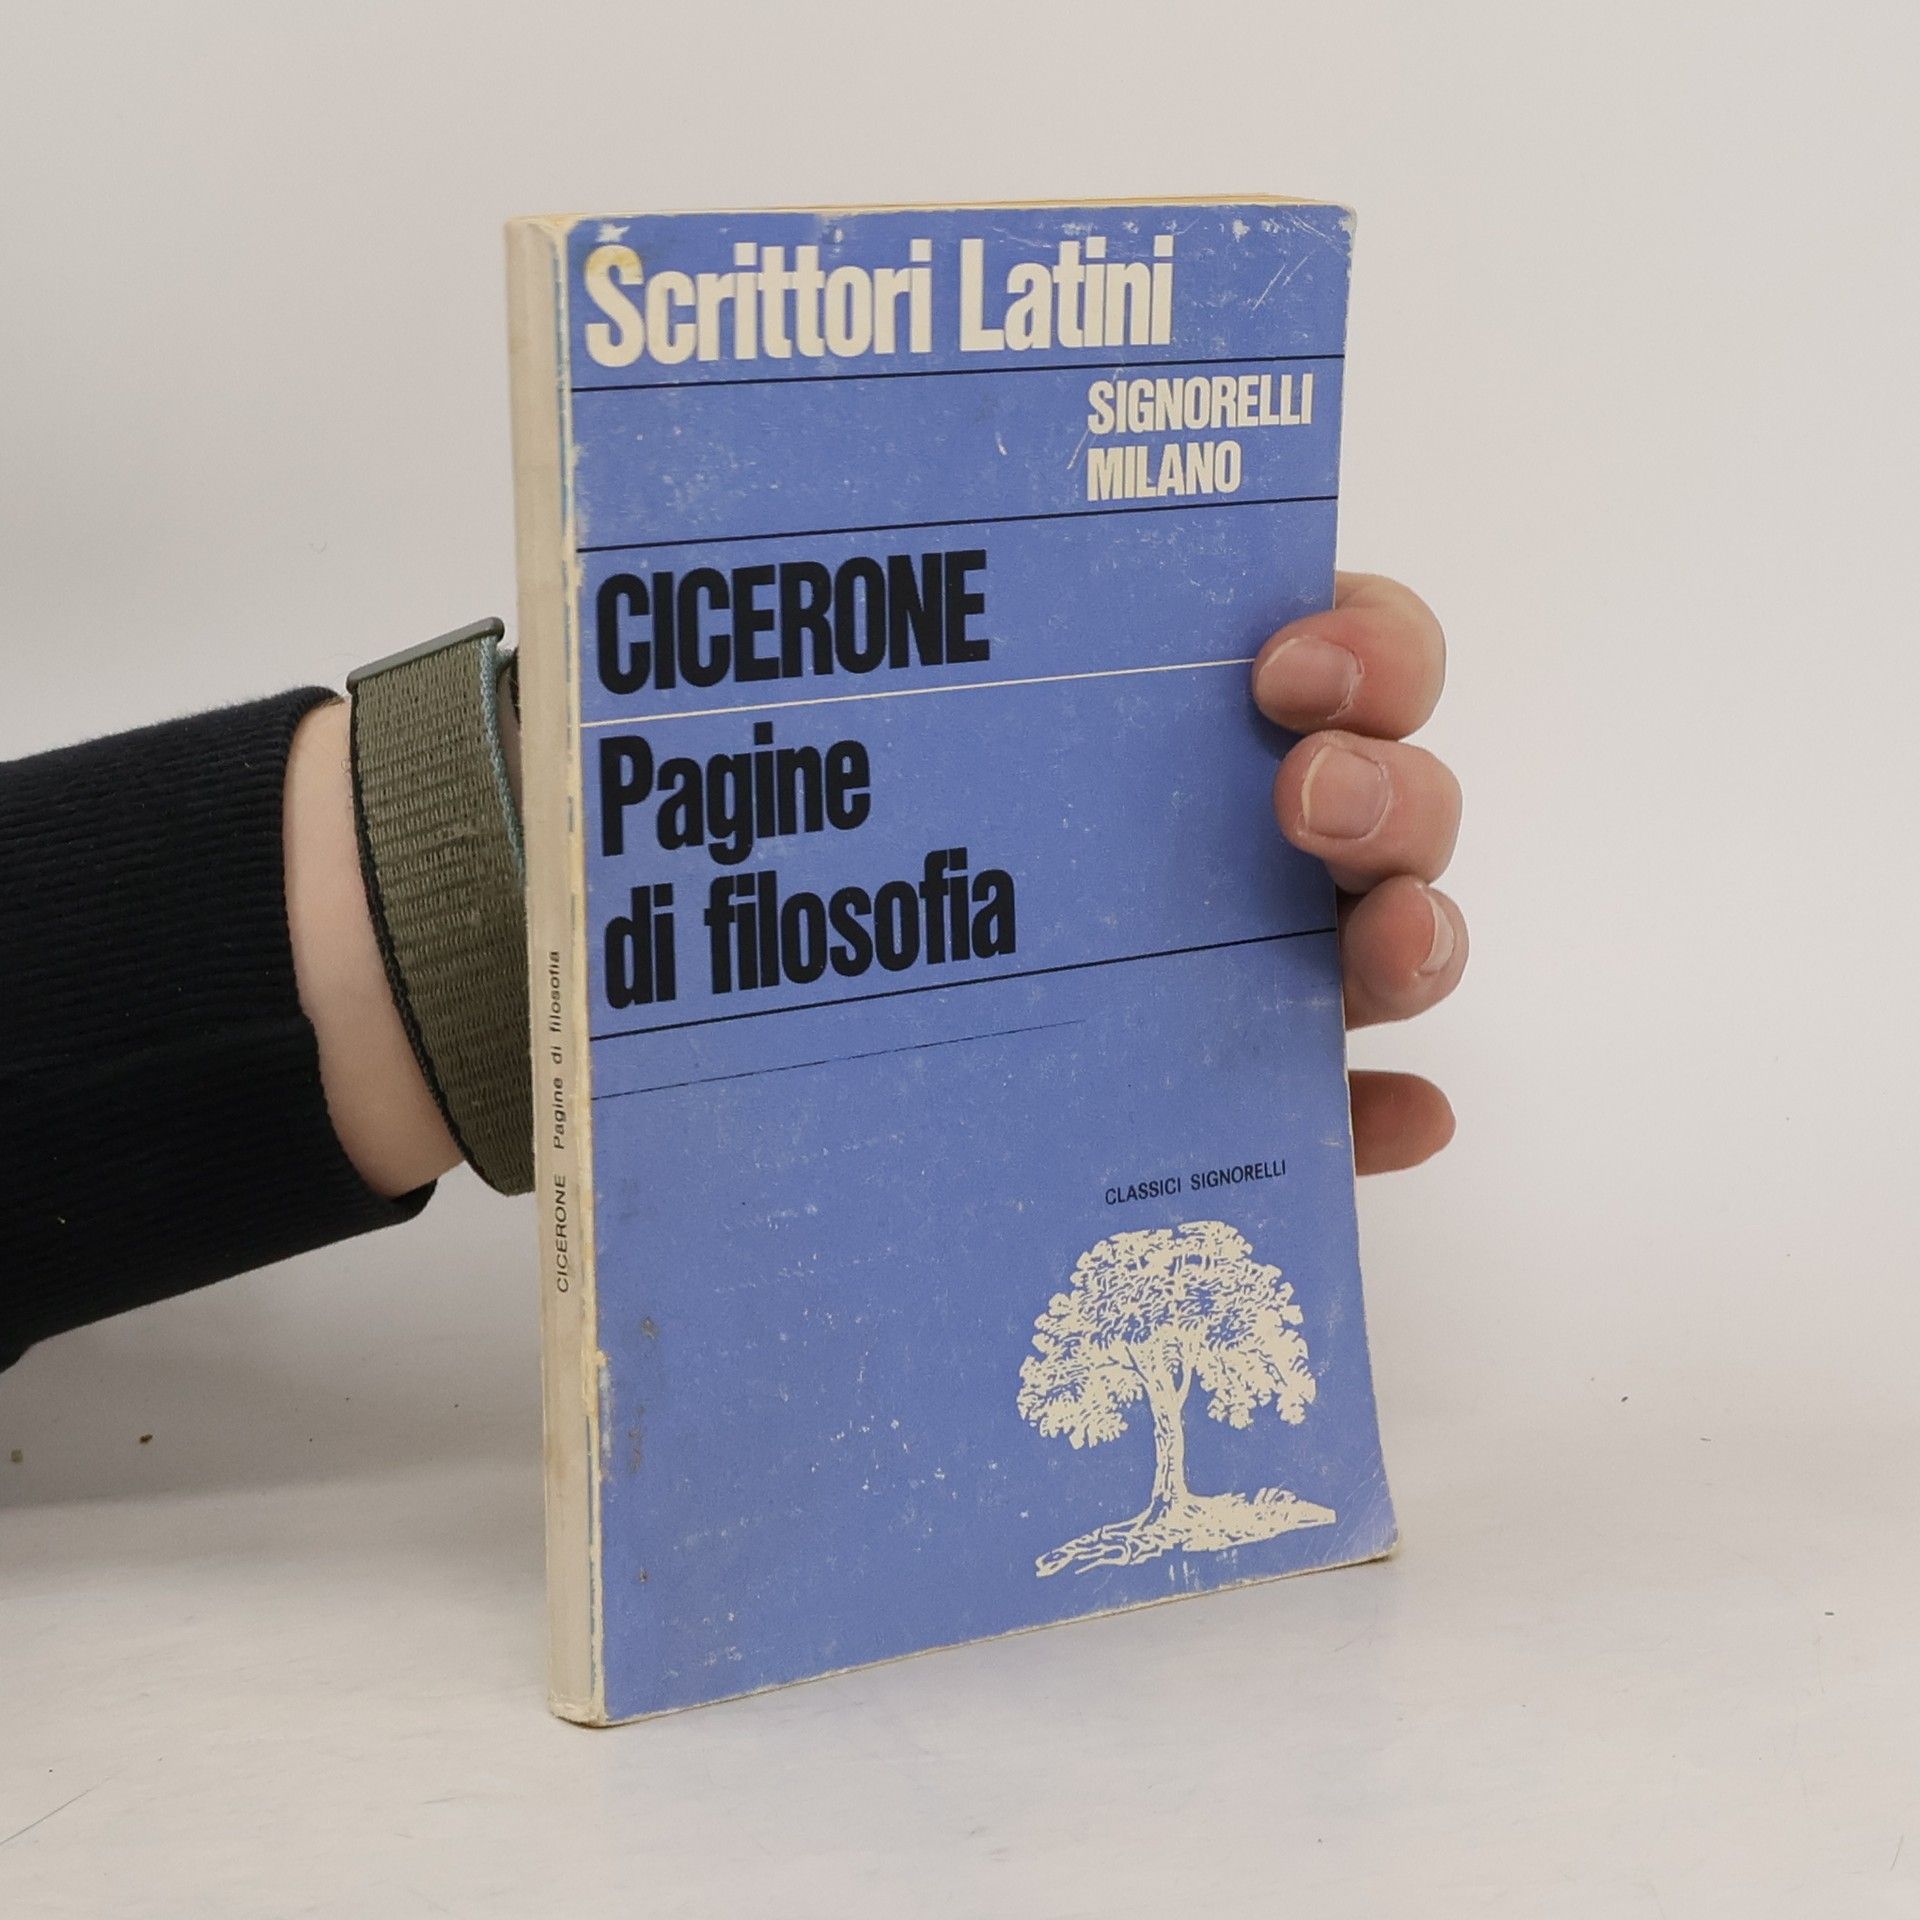 Scrittori Latini
SIGNORELLI
MILANO
CICERONE
Pagine
di filosofia
CLASSICI SIGNORELLI
CICERONE Pagine di filosofia